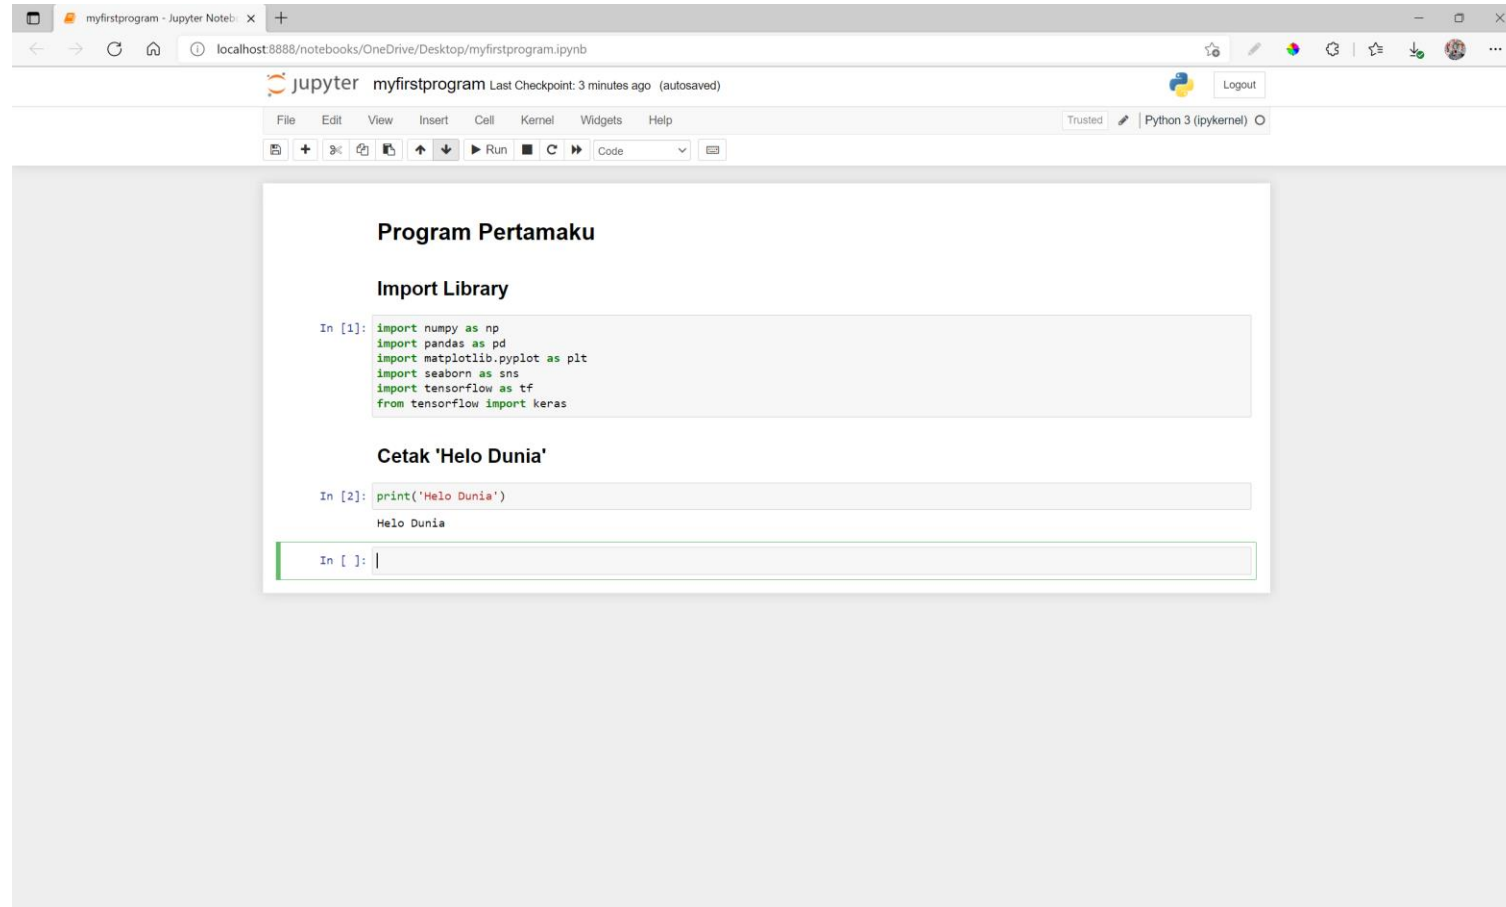 myfirstprogram - Jupyter Noteb
localhost:8888/notebooks/OneDrive/Desktop/myfirstprogram.ipynb
jupyter myfirstprogram Last Checkpoint: 3 minutes ago (autosaved)
Logout
File Edit View Insert Cell Kernel Widgets Help
Trusted Python 3 (ipykernel)
Run Code
Program Pertamaku
Import Library
In [1]: import numpy as np
import pandas as pd
import matplotlib.pyplot as plt
import seaborn as sns
import tensorflow as tf
from tensorflow import keras
Cetak 'Helo Dunia'
In [2]: print('Helo Dunia')
Helo Dunia
In [ ]: